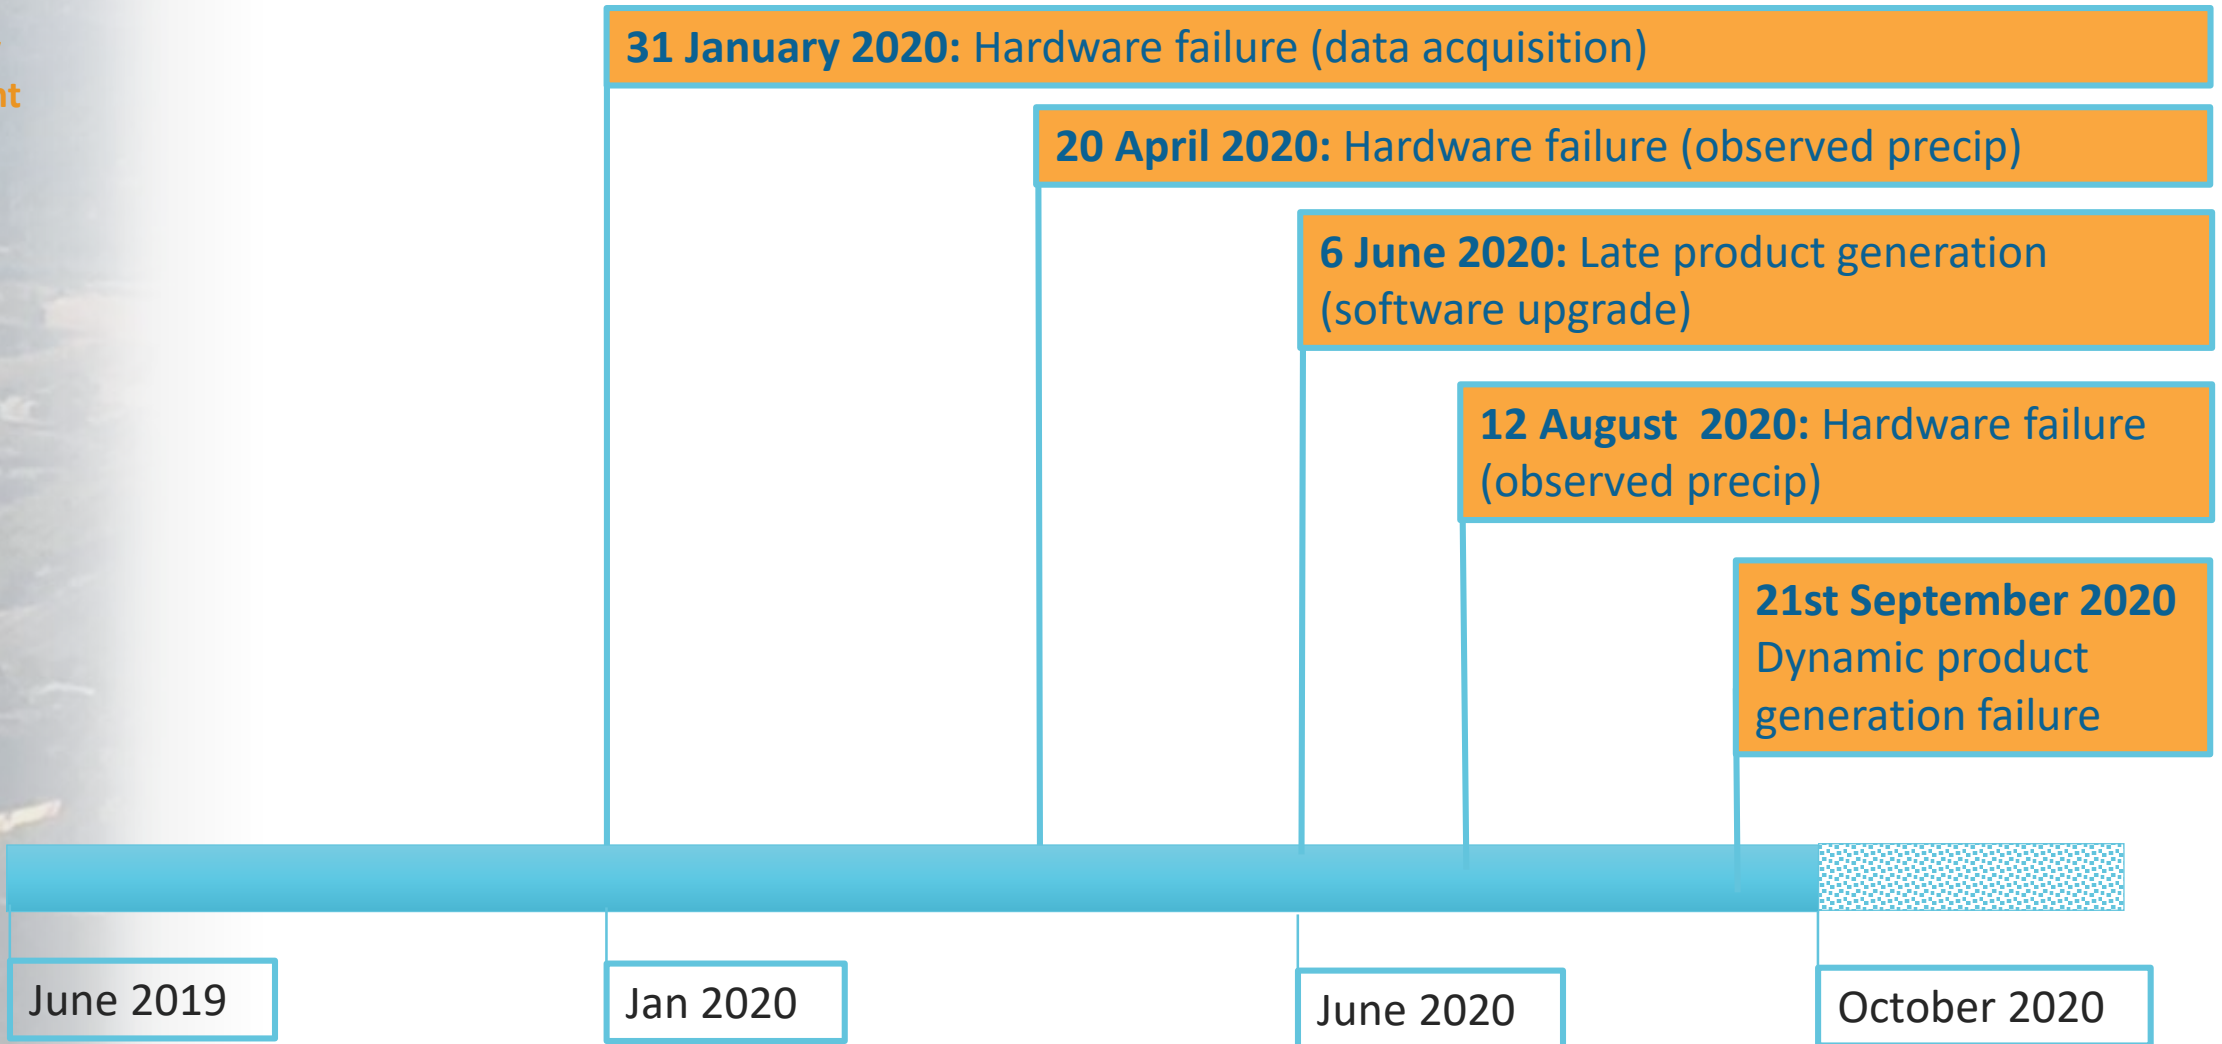 31 January 2020: Hardware failure (data acquisition)
20 April 2020: Hardware failure (observed precip)
6 June 2020: Late product generation
(software upgrade)
12 August  2020: Hardware failure
(observed precip)
21st September 2020
Dynamic product
generation failure
June 2019
Jan 2020
June 2020
October 2020